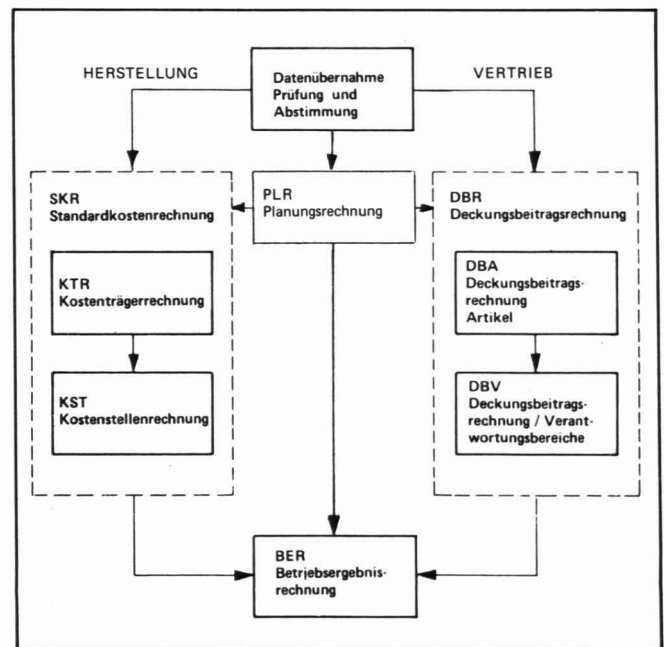 HERSTELLUNG
VERTRIEB
Datenübernahme
Prüfung und
Abstimmung
SKR
Standardkostenrechnung
PLR
Planungsrechnung
DBR
Deckungsbeitragsrechnung
KTR
Kostenträgerrechnung
KST
Kostenstellenrechnung
DBA
Deckungsbeitrags-
rechnung
Artikel
DBV
Deckungsbeitrags-
rechnung / Verant-
wortungsbereiche
BER
Betriebsergebnis-
rechnung